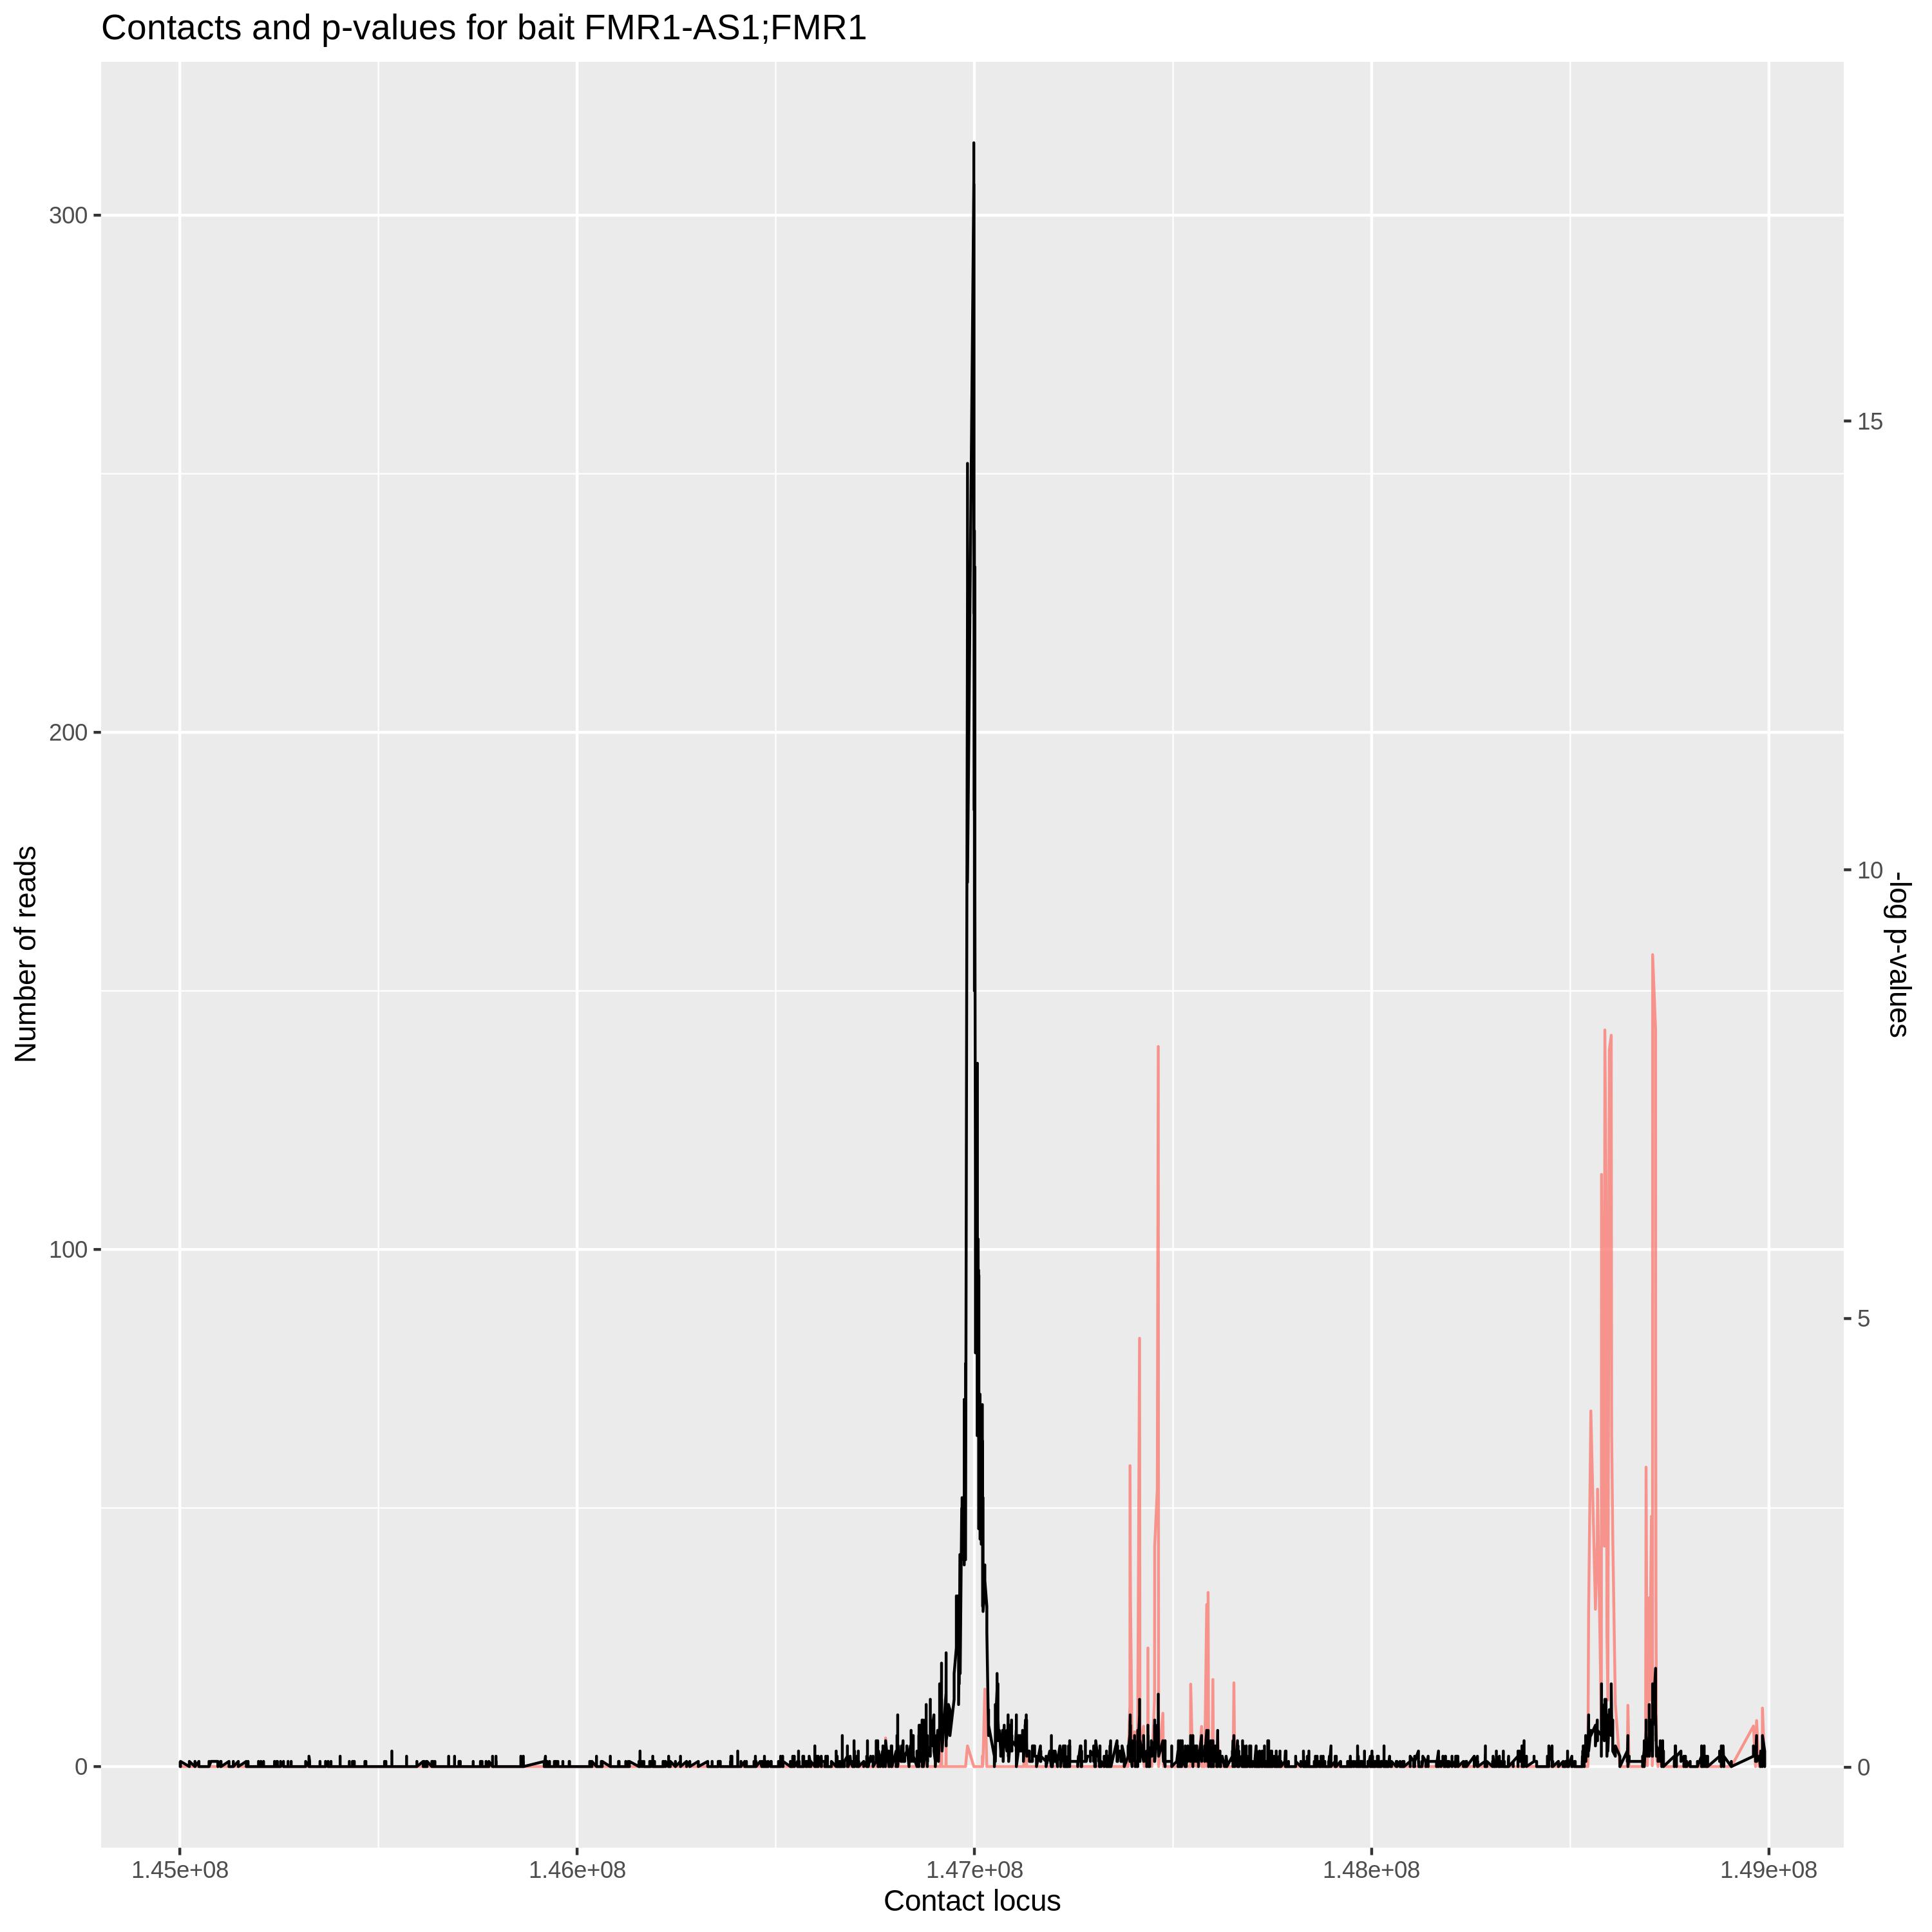 Contacts and p-values for bait FMR1-AS1;FMR1
300
200
100
0
Number of reads
15
10
5
0
-log p-values
1.45e+08
1.46e+08
1.47e+08
1.48e+08
1.49e+08
Contact locus